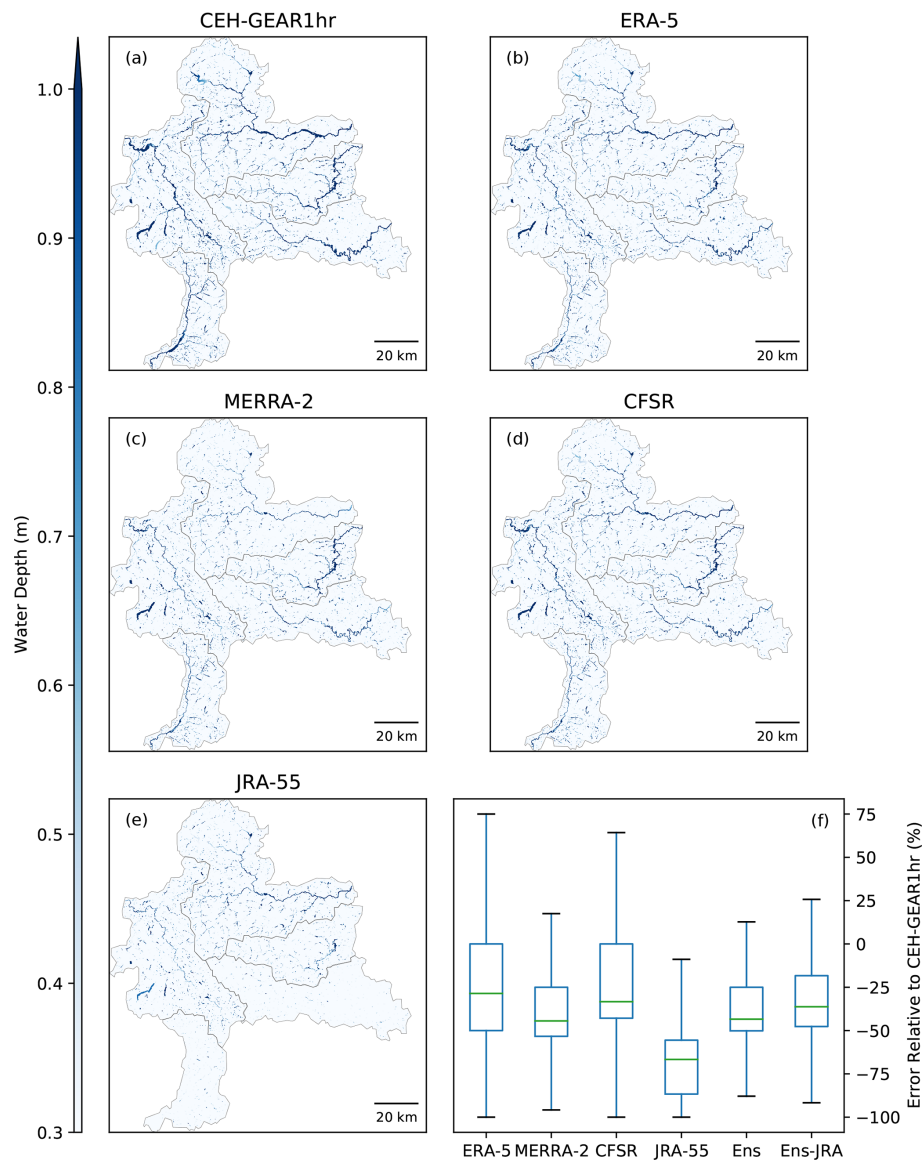 CEH-GEAR1hr
ERA-5
(a)
(b)
20 km
20 km
MERRA-2
CFSR
(c)
(d)
20 km
20 km
JRA-55
(e)
(f)
20 km
Water Depth (m)
1.0
0.9
0.8
0.7
0.6
0.5
0.4
0.3
75
50
25
0
−25
−50
−75
−100
Error Relative to CEH-GEAR1hr (%)
ERA-5 MERRA-2 CFSR JRA-55 Ens Ens-JRA